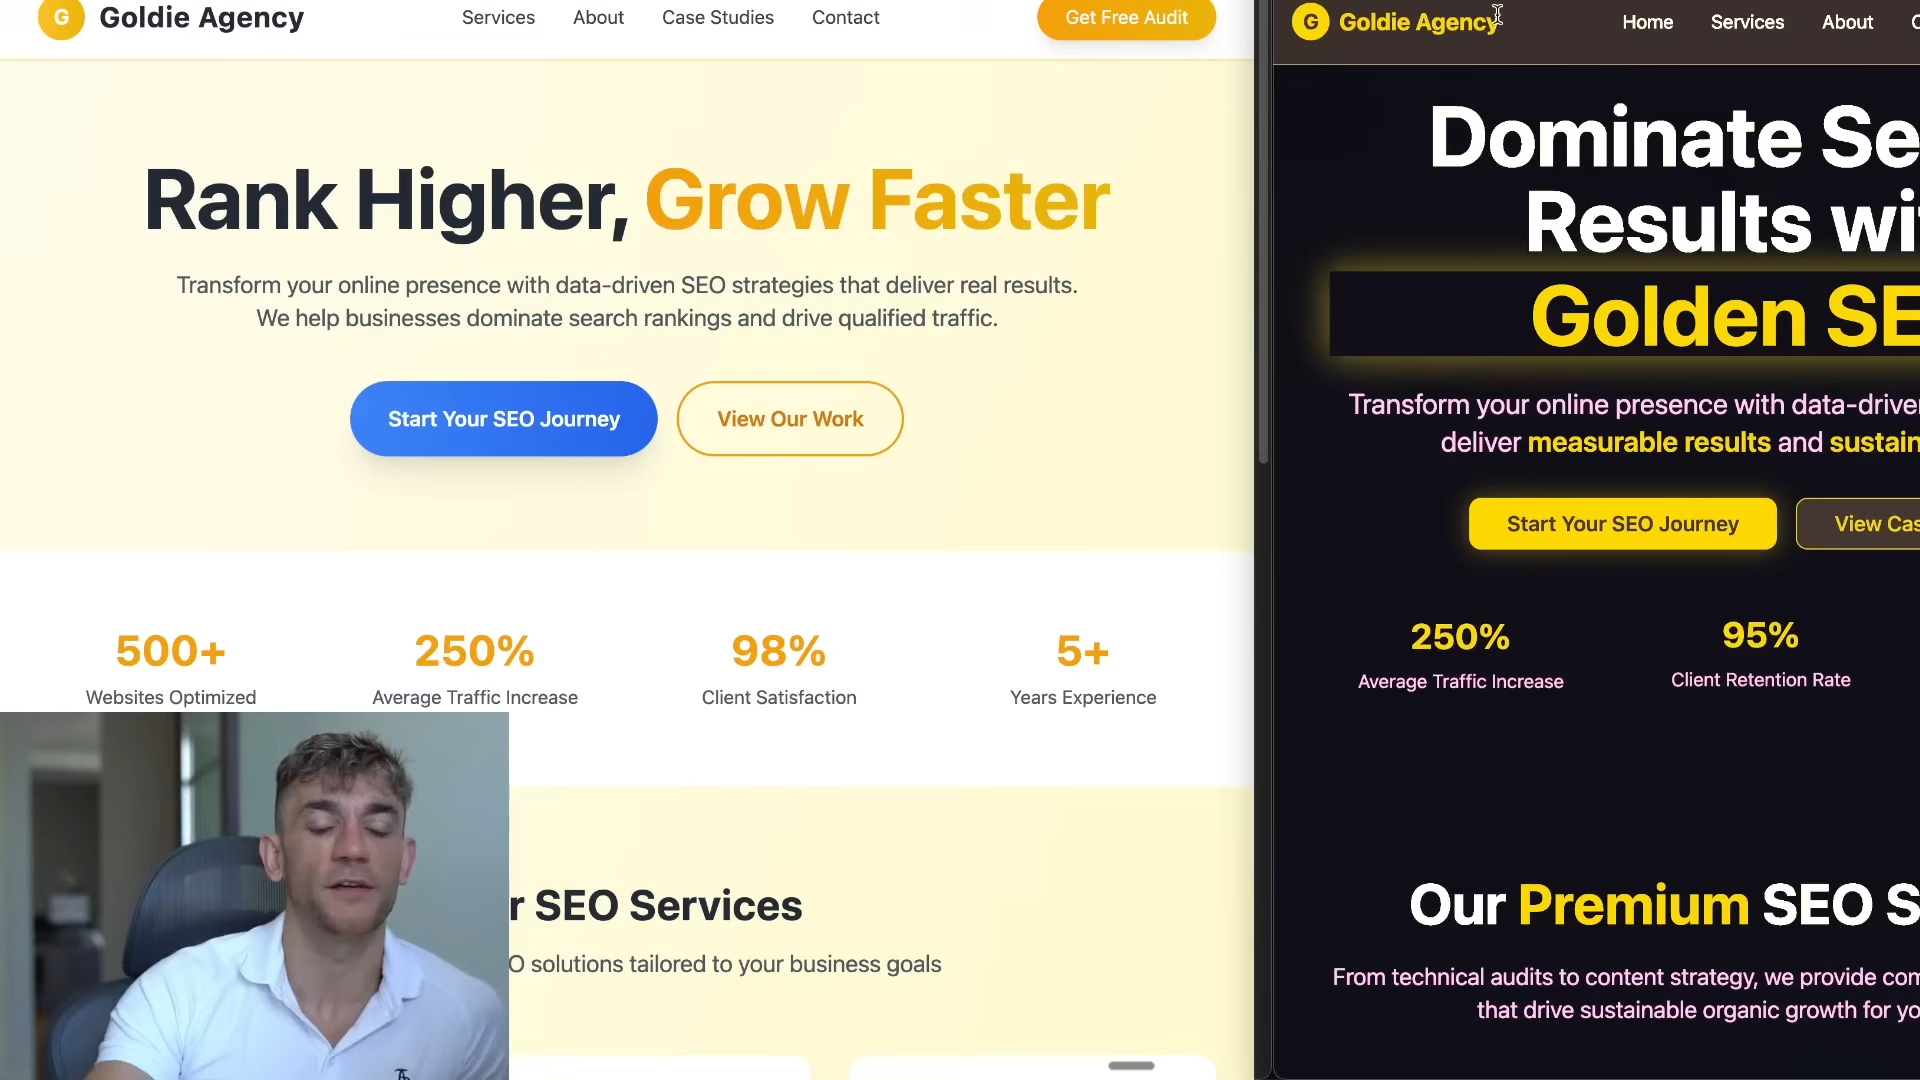 G Goldie Agency
Services About Case Studies Contact
Get Free Audit
Rank Higher, Grow Faster
Transform your online presence with data-driven SEO strategies that deliver real results.
We help businesses dominate search rankings and drive qualified traffic.
Start Your SEO Journey
View Our Work
500+
Websites Optimized
250%
Average Traffic Increase
98%
Client Satisfaction
5+
Years Experience
r SEO Services
O solutions tailored to your business goals
G Goldie Agency
Home Services About C
Dominate Se
Results wi
Golden SE
Transform your online presence with data-driven
deliver measurable results and sustain
Start Your SEO Journey
View Cas
250%
Average Traffic Increase
95%
Client Retention Rate
Our Premium SEO S
From technical audits to content strategy, we provide com
that drive sustainable organic growth for yo